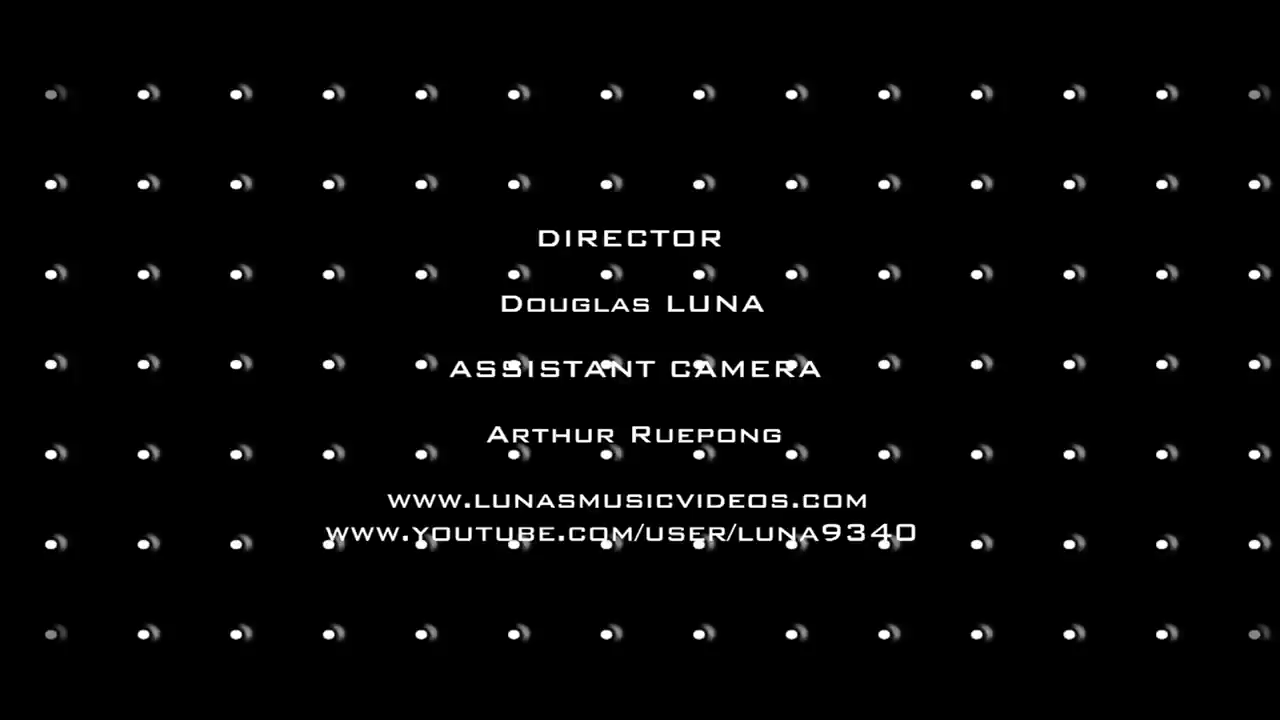 DIRECTOR
Douglas LUNA
ASSISTANT CAMERA
Arthur Ruepong
www.lunasmusicvideos.com
www.youtube.com/user/luna9340